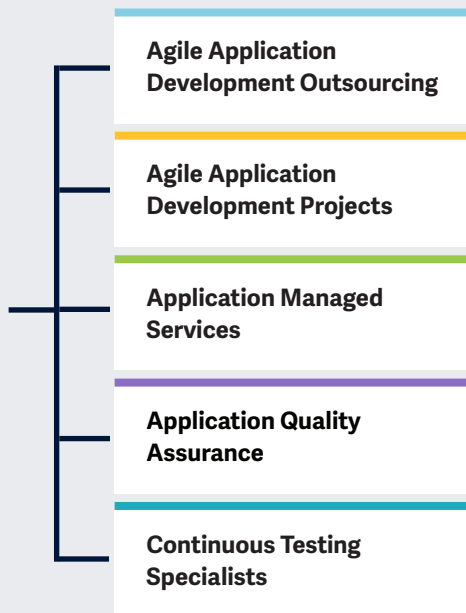 Agile Application
Development Outsourcing
Agile Application
Development Projects
Application Managed
Services
Application Quality
Assurance
Continuous Testing
Specialists